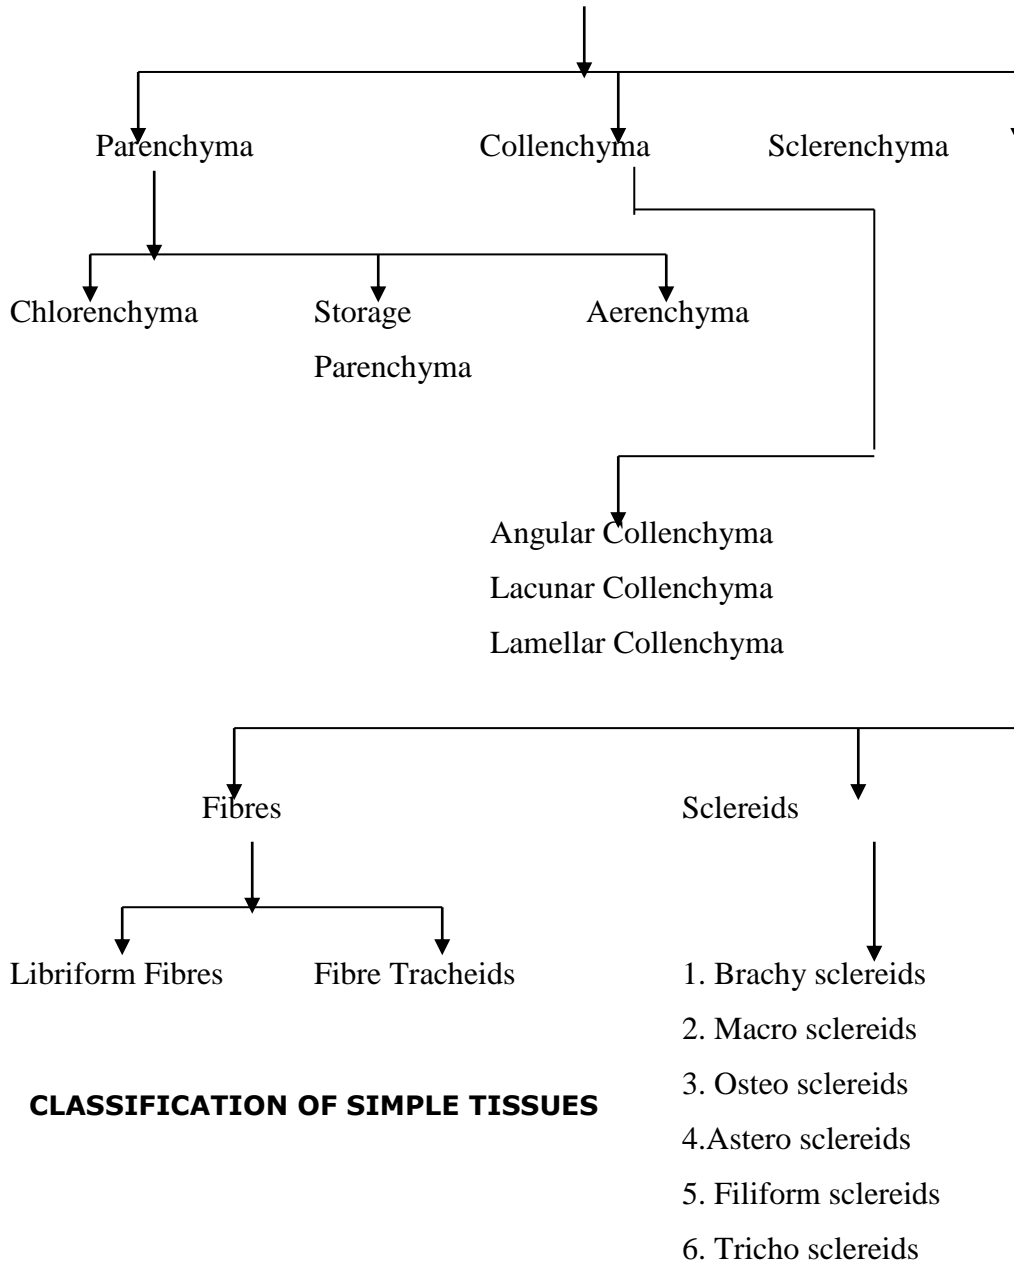 Parenchyma Collenchyma Sclerenchyma
Chlorenchyma Storage Aerenchyma
Parenchyma
Angular Collenchyma
Lacunar Collenchyma
Lamellar Collenchyma
Fibres Sclereids
Libriform Fibres Fibre Tracheids
1. Brachy sclereids
2. Macro sclereids
3. Osteo sclereids
CLASSIFICATION OF SIMPLE TISSUES
4.Astero sclereids
5. Filiform sclereids
6. Tricho sclereids